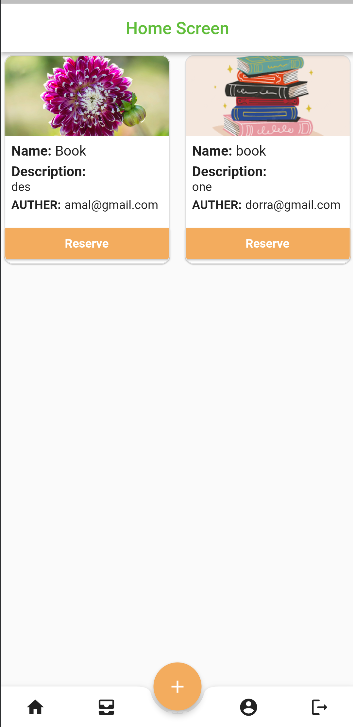 Home Screen
Name: Book
Description:
des
AUTHER: amal@gmail.com
Reserve
Name: book
Description:
one
AUTHER: dorra@gmail.com
Reserve
+